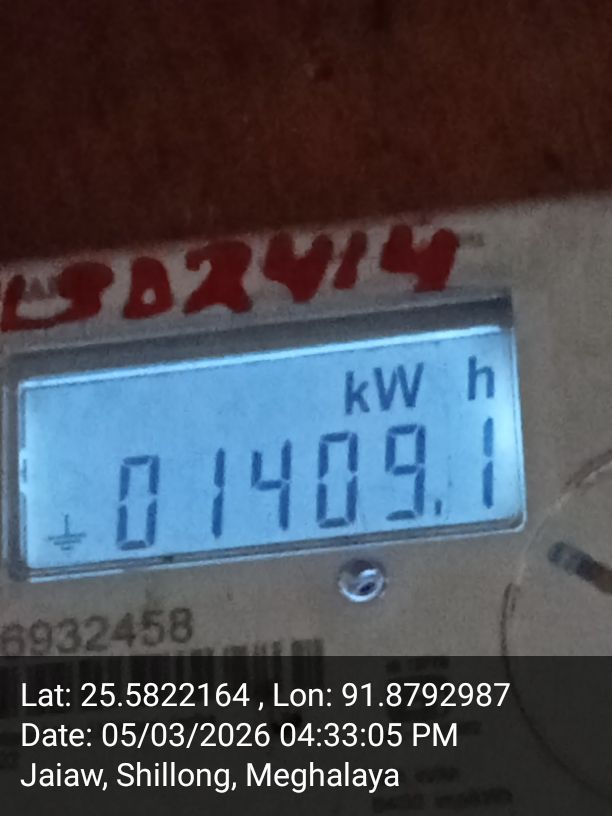 LSD2414
kW h
01409.1
6932458
Lat: 25.5822164 , Lon: 91.8792987
Date: 05/03/2026 04:33:05 PM
Jaiaw, Shillong, Meghalaya